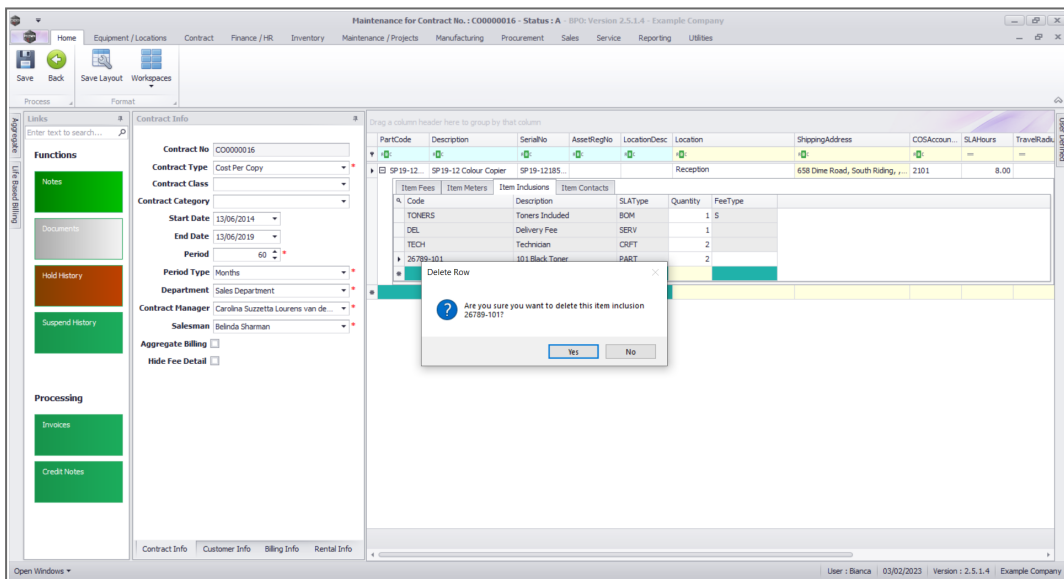 Maintenance for Contract No. : CO0000016 - Status : A - BPO: Version 2.5.1.4 - Example Company
Home Equipment / Locations Contract Finance / HR Inventory Maintenance / Projects Manufacturing Procurement Sales Service Reporting Utilities
Save Back Save Layout Workspaces
Process Format
Aggregate
Life Based Billing
Links
Enter text to search...
Functions
Notes
Documents
Hold History
Suspend History
Processing
Invoices
Credit Notes
Contract Info
Contract No CO0000016
Contract Type Cost Per Copy *
Contract Class
Contract Category
Start Date 13/06/2014
End Date 13/06/2019
Period 60 *
Period Type Months *
Department Sales Department *
Contract Manager Carolina Suzzetta Lourens van de... *
Salesman Belinda Sharman *
Aggregate Billing
Hide Fee Detail
Contract Info Customer Info Billing Info Rental Info
Drag a column header here to group by that column
PartCode Description SerialNo AssetRegNo LocationDesc Location ShippingAddress COSAccoun... SLAHours TravelRadiu
SP19-12... SP19-12 Colour Copier SP19-12185... Reception 658 Dime Road, South Riding, , ... 2101 8.00
Item Fees Item Meters Item Inclusions Item Contacts
Code Description SLAType Quantity FeeType
TONERS Toners Included BOM 1 S
DEL Delivery Fee SERV 1
TECH Technician CRFT 2
26789-101 101 Black Toner PART 2
Delete Row
Are you sure you want to delete this item inclusion
26789-101?
Yes No
User Defined
Open Windows
User : Bianca 03/02/2023 Version : 2.5.1.4 Example Company